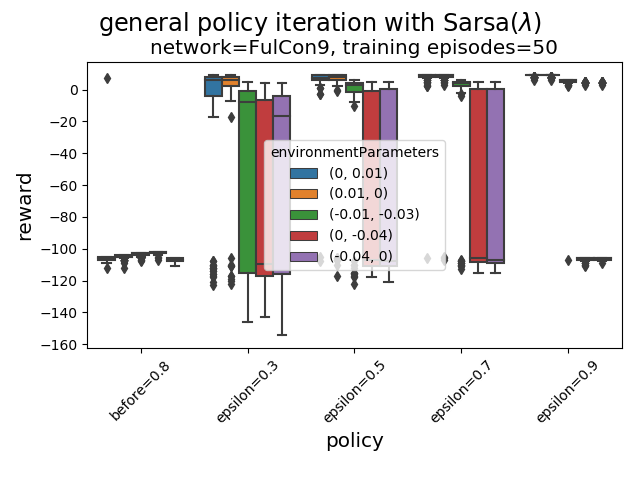 general policy iteration with Sarsa(λ)
network=FulCon9, training episodes=50
reward
0
−20
−40
−60
−80
−100
−120
−140
−160
environmentParameters
(0, 0.01)
(0.01, 0)
(-0.01, -0.03)
(0, -0.04)
(-0.04, 0)
before=0.8
epsilon=0.3
epsilon=0.5
epsilon=0.7
epsilon=0.9
policy